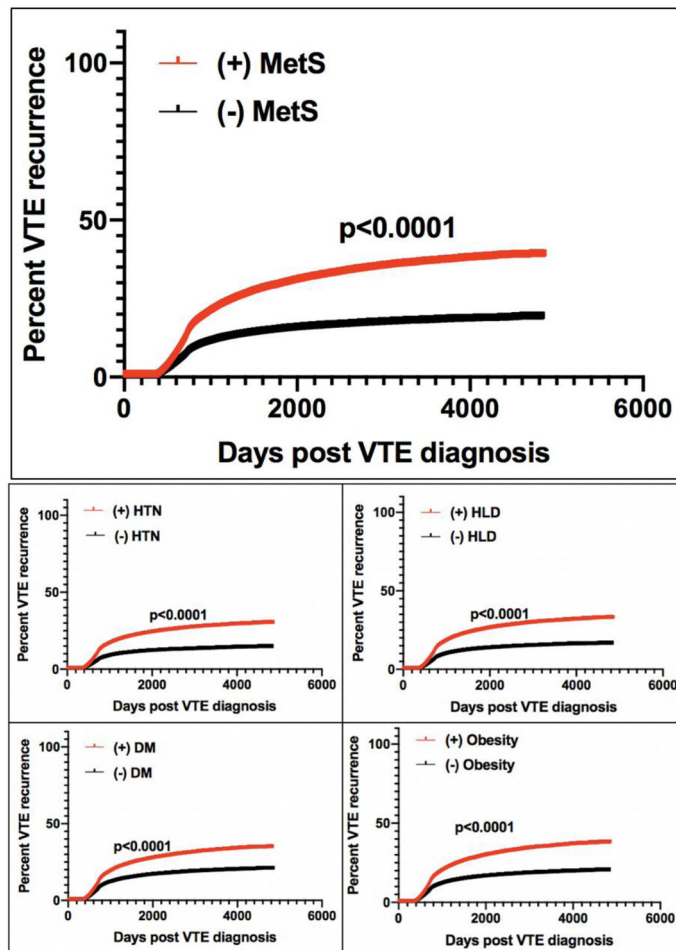 100
50
0
Percent VTE recurrence
(+) MetS
(-) MetS
p<0.0001
0 2000 4000 6000
Days post VTE diagnosis
100
50
0
Percent VTE recurrence
(+) HTN
(-) HTN
p<0.0001
0 2000 4000 6000
Days post VTE diagnosis
100
50
0
Percent VTE recurrence
(+) HLD
(-) HLD
p<0.0001
0 2000 4000 6000
Days post VTE diagnosis
100
50
0
Percent VTE recurrence
(+) DM
(-) DM
p<0.0001
0 2000 4000 6000
Days post VTE diagnosis
100
50
0
Percent VTE recurrence
(+) Obesity
(-) Obesity
p<0.0001
0 2000 4000 6000
Days post VTE diagnosis